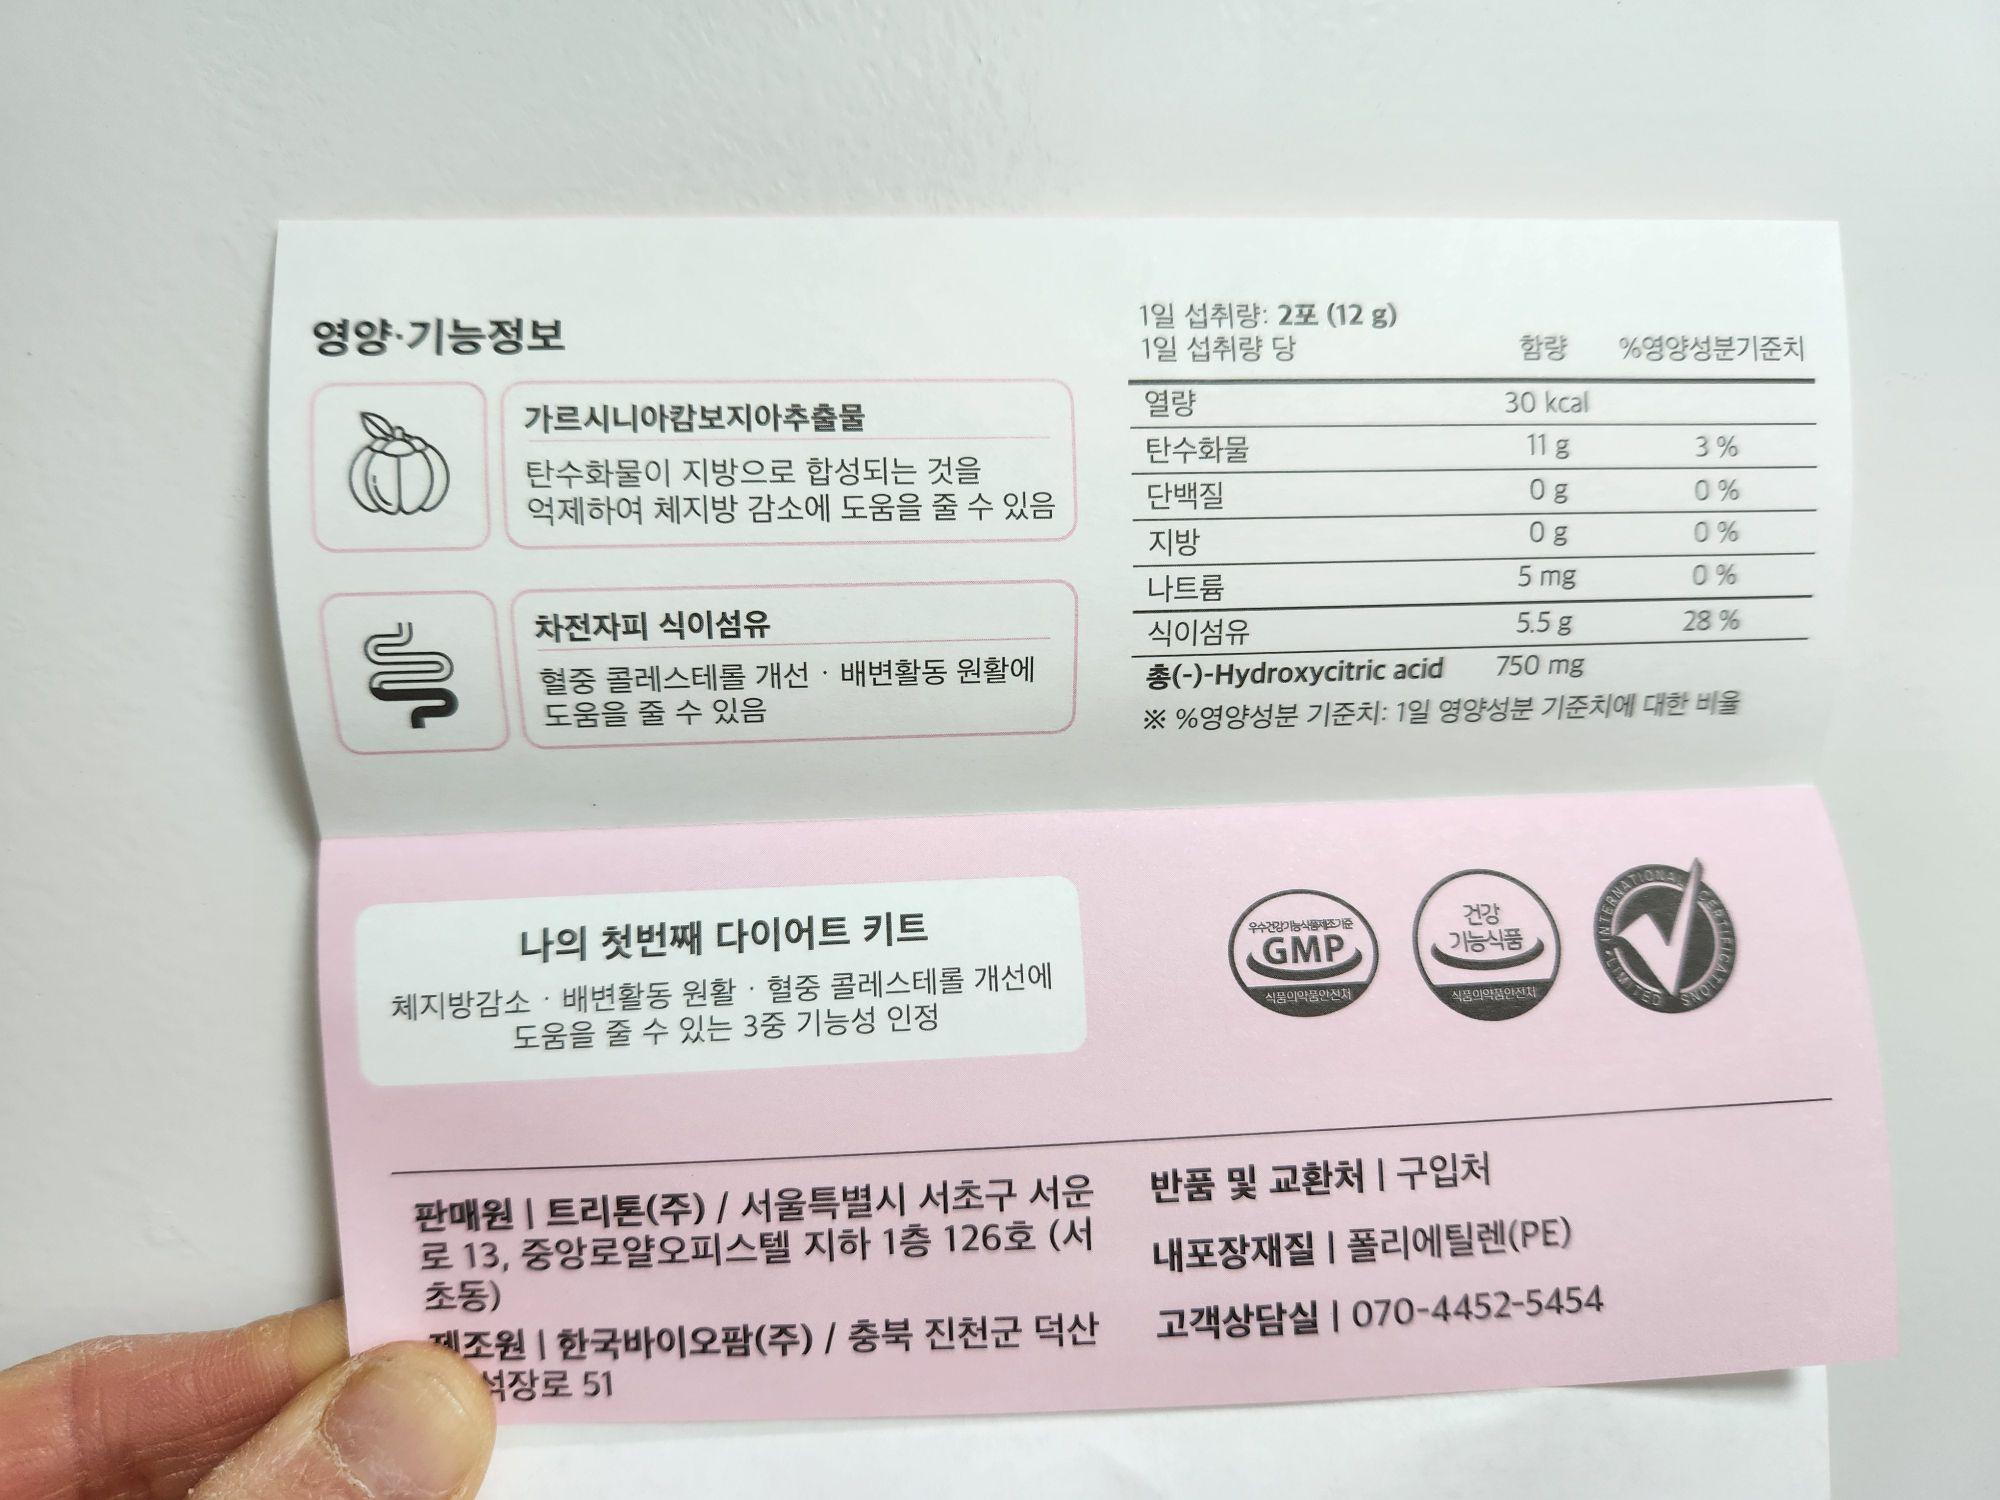 영양·기능정보
가르시니아캄보지아추출물
탄수화물이 지방으로 합성되는 것을
억제하여 체지방 감소에 도움을 줄 수 있음
차전자피 식이섬유
혈중 콜레스테롤 개선 · 배변활동 원활에
도움을 줄 수 있음
1일 섭취량: 2포 (12 g)
1일 섭취량 당 함량 %영양성분기준치
열량 30 kcal
탄수화물 11 g 3 %
단백질 0 g 0 %
지방 0 g 0 %
나트륨 5 mg 0 %
식이섬유 5.5 g 28 %
총(-)-Hydroxycitric acid 750 mg
※ %영양성분 기준치: 1일 영양성분 기준치에 대한 비율
나의 첫번째 다이어트 키트
체지방감소 · 배변활동 원활 · 혈중 콜레스테롤 개선에
도움을 줄 수 있는 3중 기능성 인정
우수건강기능식품제조기준
GMP
식품의약품안전처
건강
기능식품
식품의약품안전처
INTERNATIONAL CERTIFICATIONS LIMITED
판매원 | 트리톤(주) / 서울특별시 서초구 서운
로 13, 중앙로얄오피스텔 지하 1층 126호 (서
초동)
제조원 | 한국바이오팜(주) / 충북 진천군 덕산
석장로 51
반품 및 교환처 | 구입처
내포장재질 | 폴리에틸렌(PE)
고객상담실 | 070-4452-5454